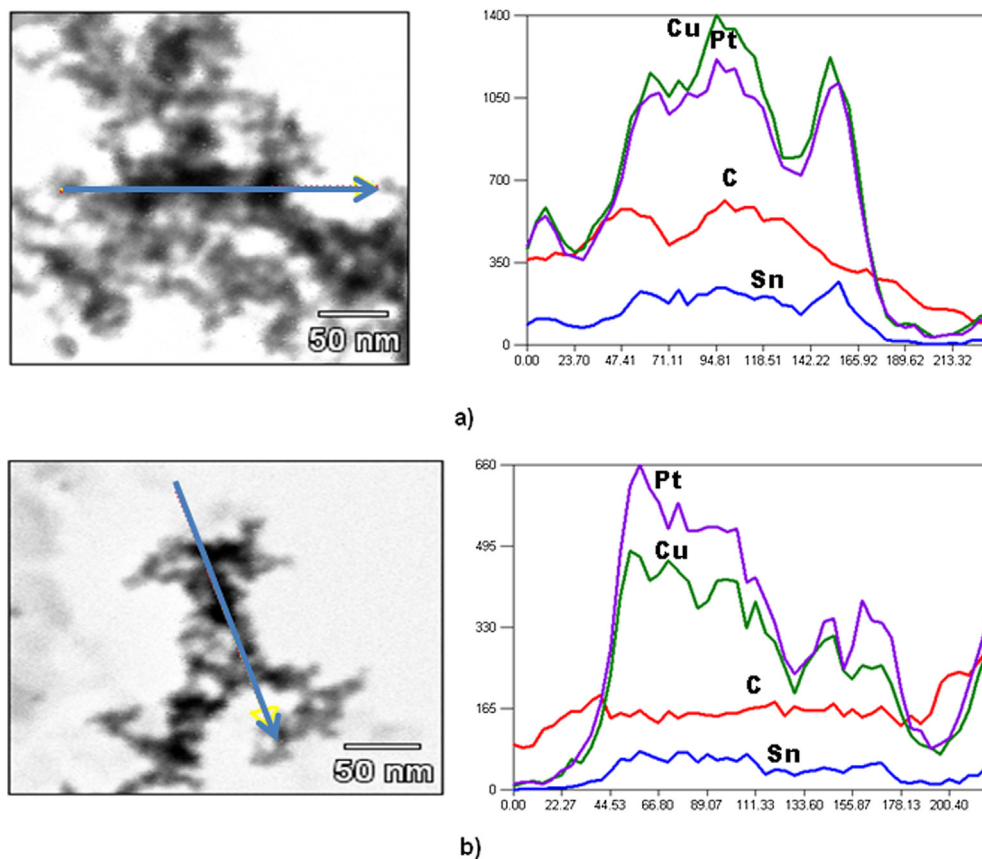 50 nm
1400
1050
700
350
0
Cu
Pt
C
Sn
0.00 23.70 47.41 71.11 94.81 118.51 142.22 165.92 189.62 213.32
a)
50 nm
660
495
330
165
0
Pt
Cu
C
Sn
0.00 22.27 44.53 66.80 89.07 111.33 133.60 155.87 178.13 200.40
b)